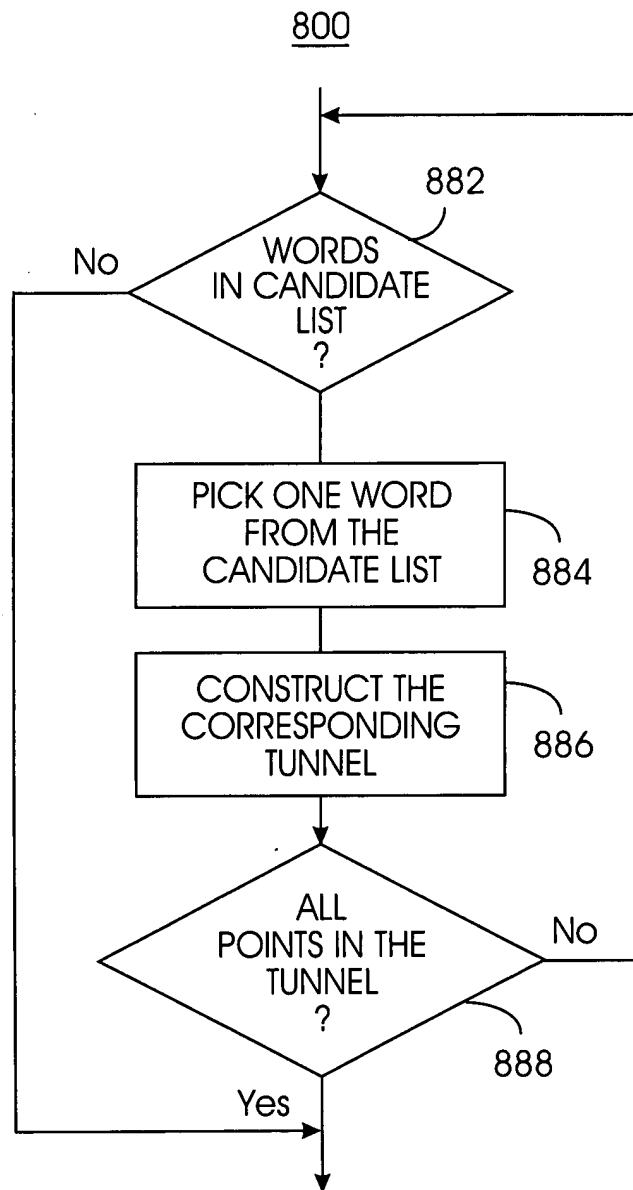 800
882
WORDS
IN CANDIDATE
LIST
?
No
PICK ONE WORD
FROM THE
CANDIDATE LIST
884
CONSTRUCT THE
CORRESPONDING
TUNNEL
886
ALL
POINTS IN THE
TUNNEL
?
No
888
Yes